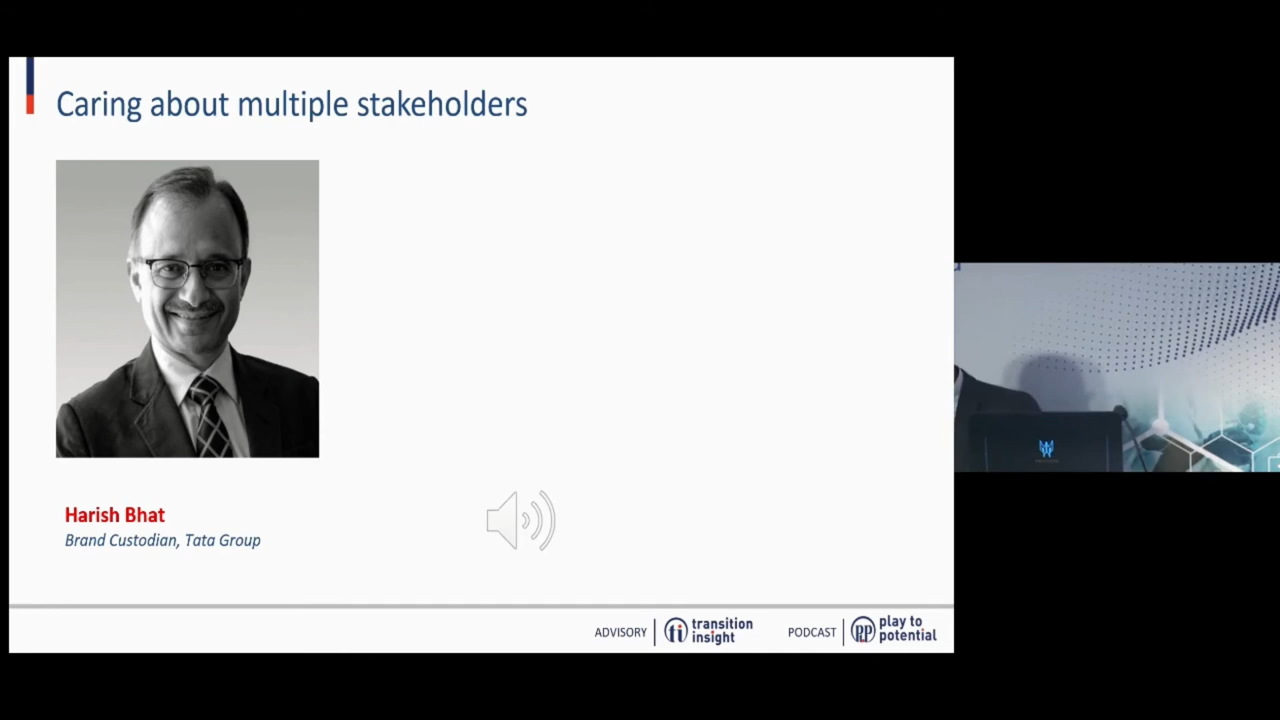 Caring about multiple stakeholders
Harish Bhat
Brand Custodian, Tata Group
ADVISORY
transition
insight
PODCAST
play to
potential